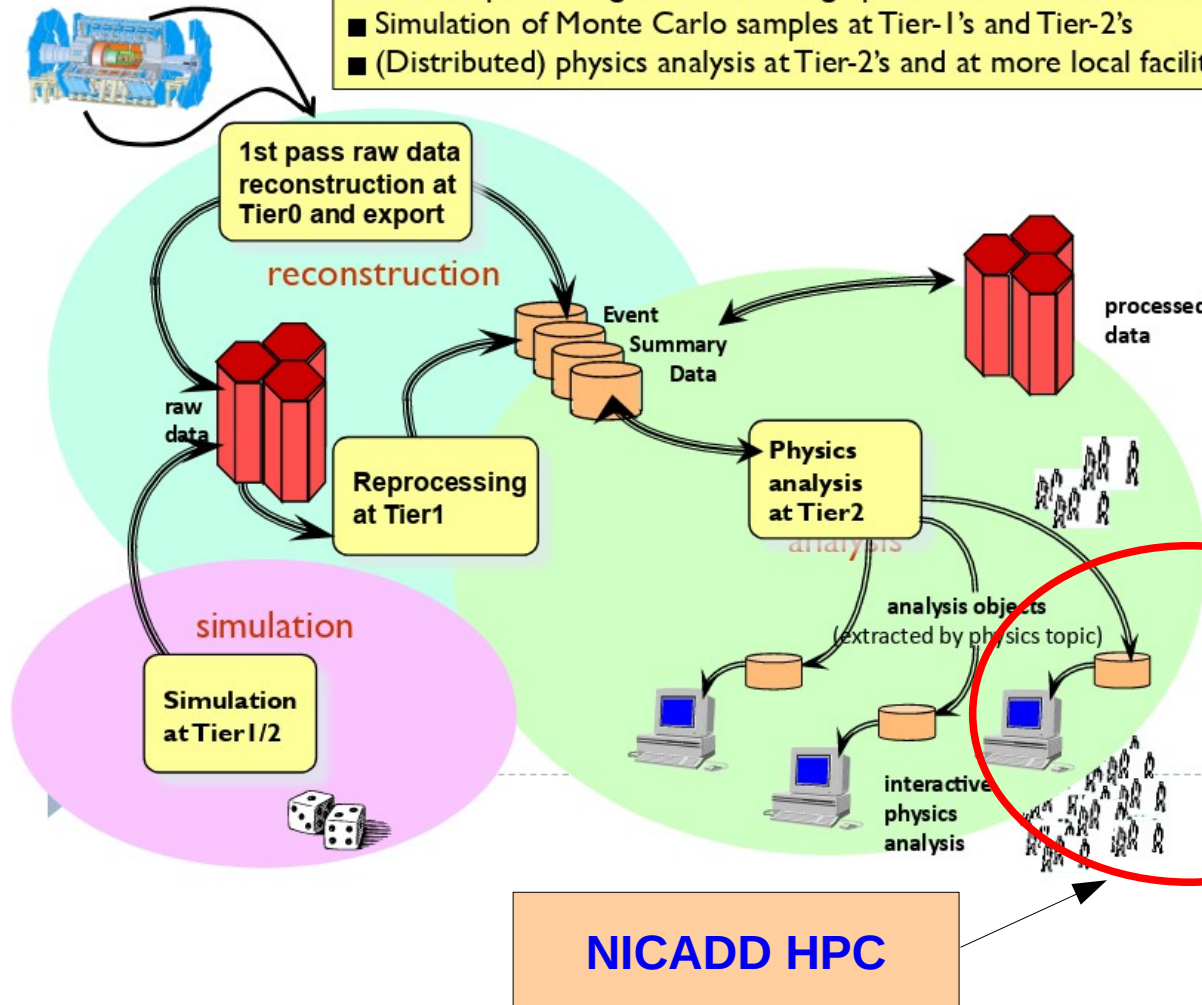 ■ Simulation of Monte Carlo samples at Tier-1's and Tier-2's
■ (Distributed) physics analysis at Tier-2's and at more local facilit
1st pass raw data
reconstruction at
Tier0 and export
reconstruction
Event
Summary
Data
processed
data
raw
data
Reprocessing
at Tier1
Physics
analysis
at Tier2
analysis
analysis objects
(extracted by physics topic)
simulation
Simulation
at Tier1/2
interactive
physics
analysis
NICADD HPC